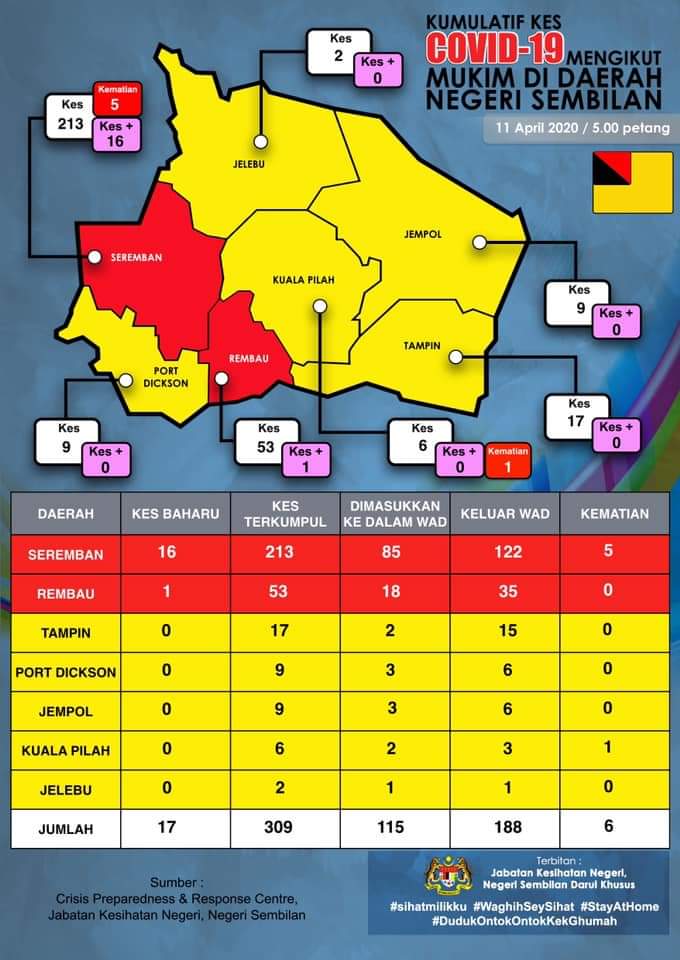 KUMULATIF KES
COVID-19 MENGIKUT
MUKIM DI DAERAH
NEGERI SEMBILAN
11 April 2020 / 5.00 petang
Kes
2
Kes +
0
Kes
213
Kematian
5
Kes +
16
JELEBU
SEREMBAN
JEMPOL
KUALA PILAH
Kes
9
Kes +
0
TAMPIN
REMBAU
PORT
DICKSON
Kes
17
Kes +
0
Kes
9
Kes +
0
Kes
53
Kes +
1
Kes
6
Kes +
0
Kematian
1
DAERAH KES BAHARU KES TERKUMPUL DIMASUKKAN KE DALAM WAD KELUAR WAD KEMATIAN
SEREMBAN 16 213 85 122 5
REMBAU 1 53 18 35 0
TAMPIN 0 17 2 15 0
PORT DICKSON 0 9 3 6 0
JEMPOL 0 9 3 6 0
KUALA PILAH 0 6 2 3 1
JELEBU 0 2 1 1 0
JUMLAH 17 309 115 188 6
Sumber :
Crisis Preparedness & Response Centre,
Jabatan Kesihatan Negeri, Negeri Sembilan
Terbitan :
Jabatan Kesihatan Negeri,
Negeri Sembilan Darul Khusus
#sihatmilikku #WaghihSeySihat #StayAtHome
#DudukOntokOntokKekGhumah